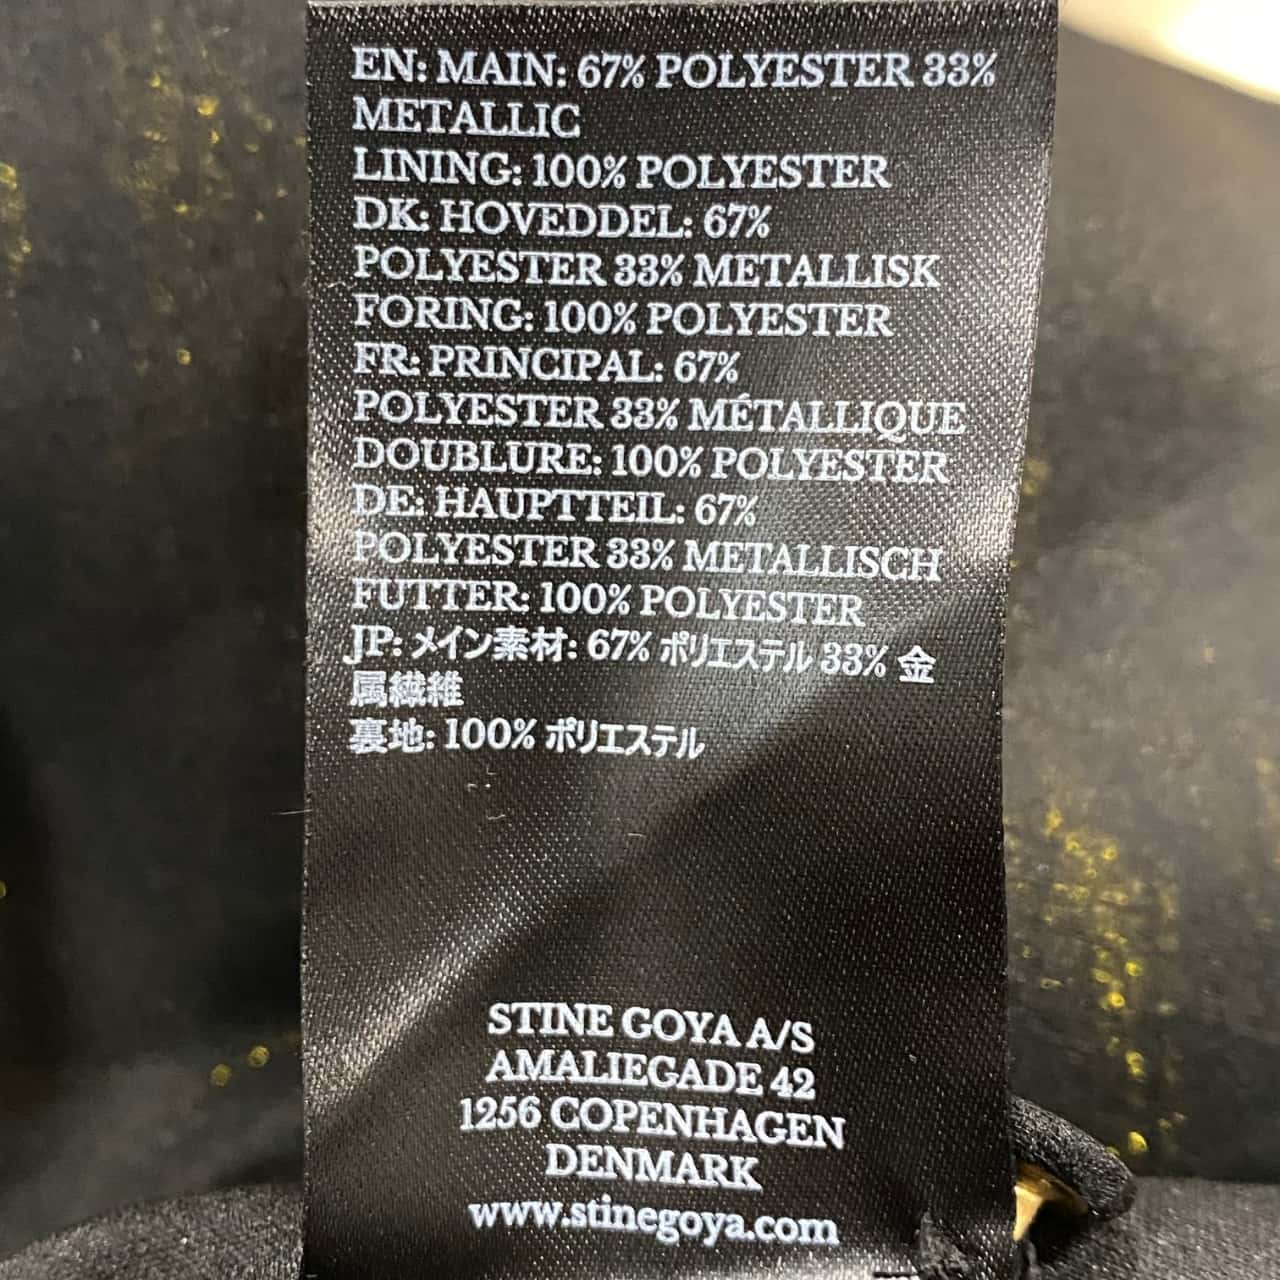 EN: MAIN: 67% POLYESTER 33%
METALLIC
LINING: 100% POLYESTER
DK: HOVEDDEL: 67%
POLYESTER 33% METALLISK
FORING: 100% POLYESTER
FR: PRINCIPAL: 67%
POLYESTER 33% MÉTALLIQUE
DOUBLURE: 100% POLYESTER
DE: HAUPTTEIL: 67%
POLYESTER 33% METALLISCH
FUTTER: 100% POLYESTER
JP: メイン素材: 67% ポリエステル 33% 金
属繊維
裏地: 100% ポリエステル
STINE GOYA A/S
AMALIEGADE 42
1256 COPENHAGEN
DENMARK
www.stinegoya.com